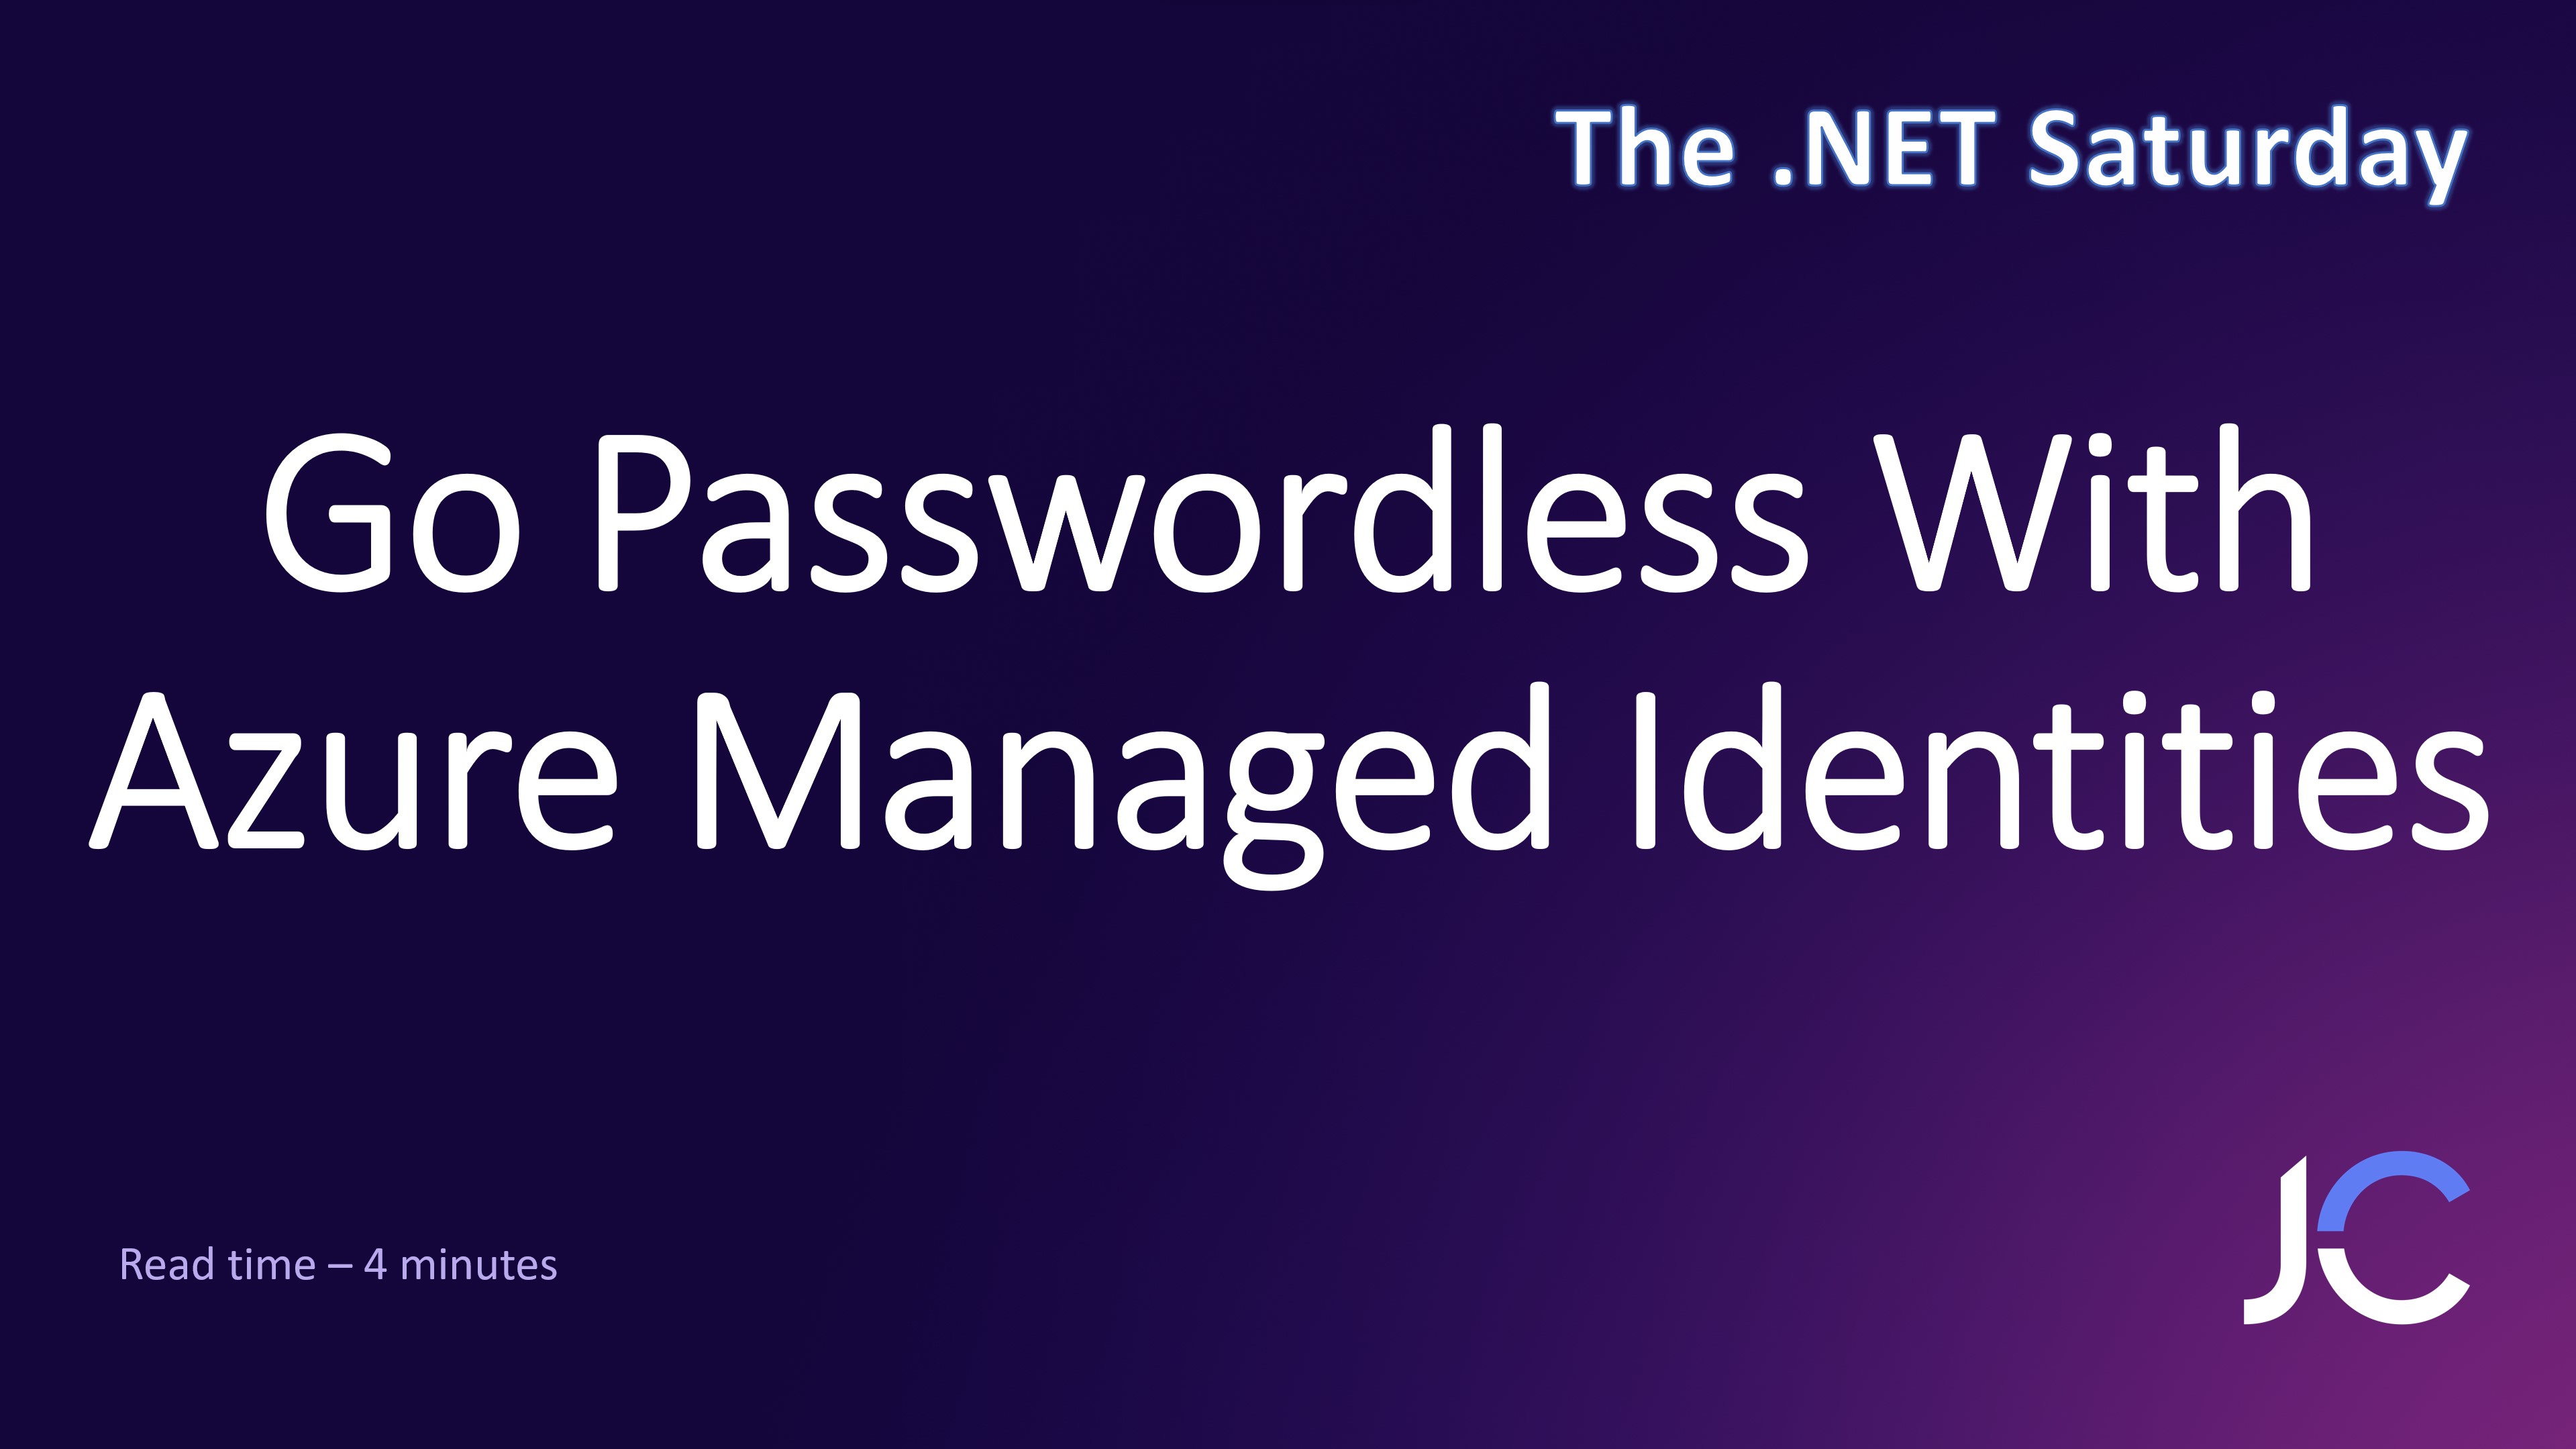 The .NET Saturday
Go Passwordless With
Azure Managed Identities
Read time – 4 minutes
JC